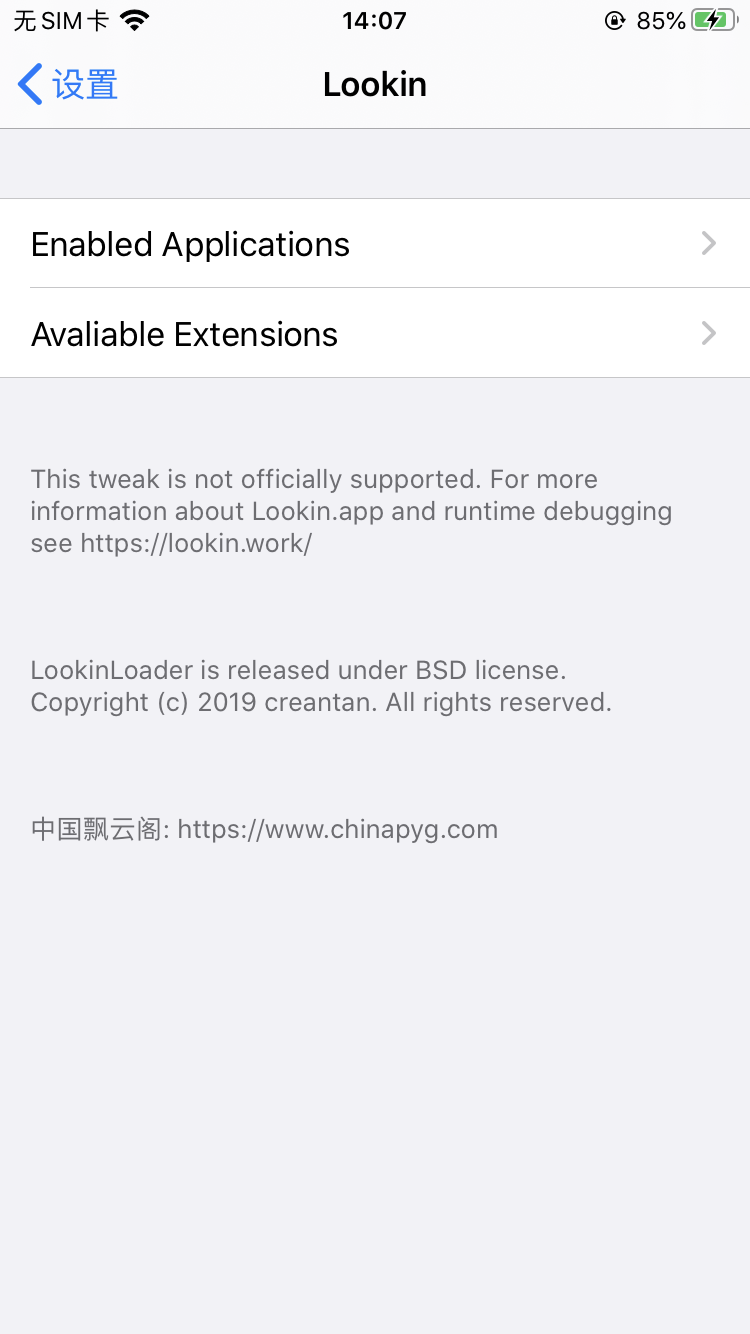 无SIM卡 14:07 85%
设置 Lookin
Enabled Applications
Avaliable Extensions
This tweak is not officially supported. For more
information about Lookin.app and runtime debugging
see https://lookin.work/
LookinLoader is released under BSD license.
Copyright (c) 2019 creantan. All rights reserved.
中国飘云阁: https://www.chinapyg.com